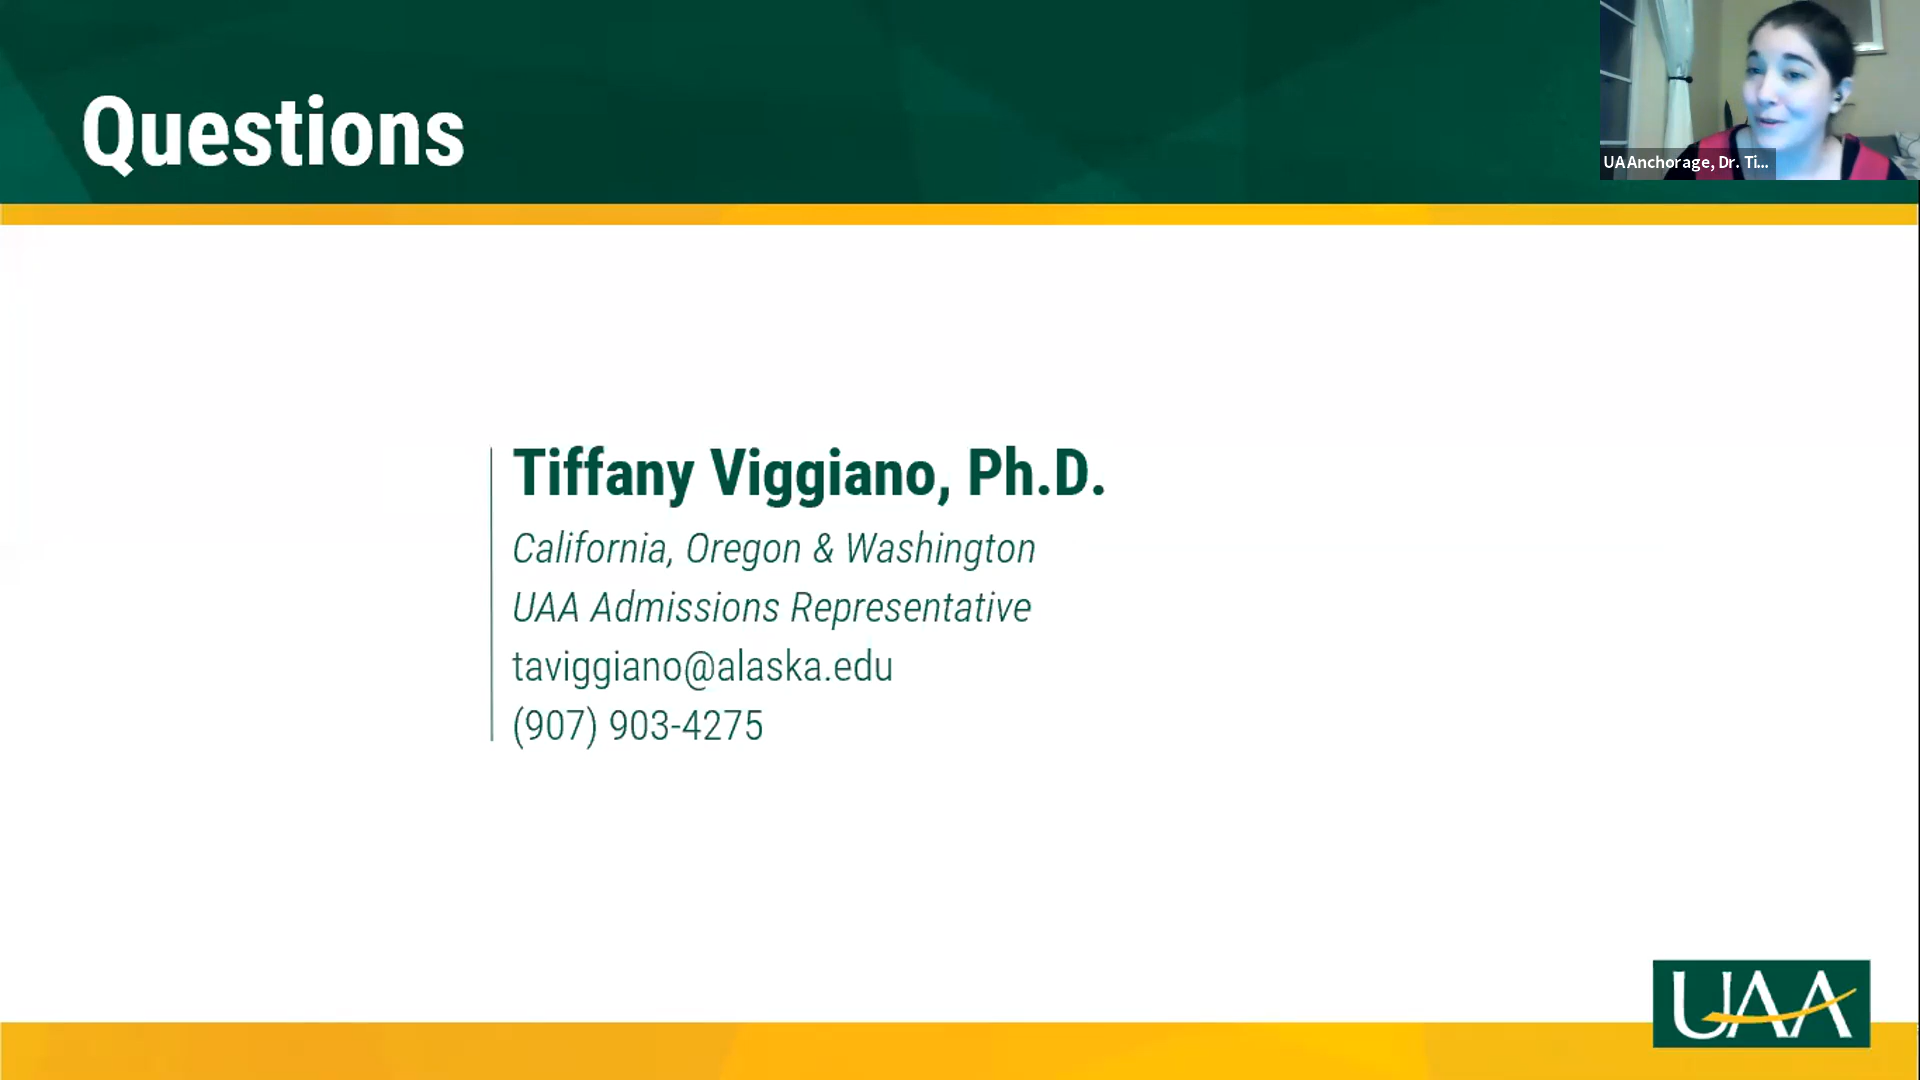 Questions
UAAnchorage, Dr. Ti...
Tiffany Viggiano, Ph.D.
California, Oregon & Washington
UAA Admissions Representative
taviggiano@alaska.edu
(907) 903-4275
UAA